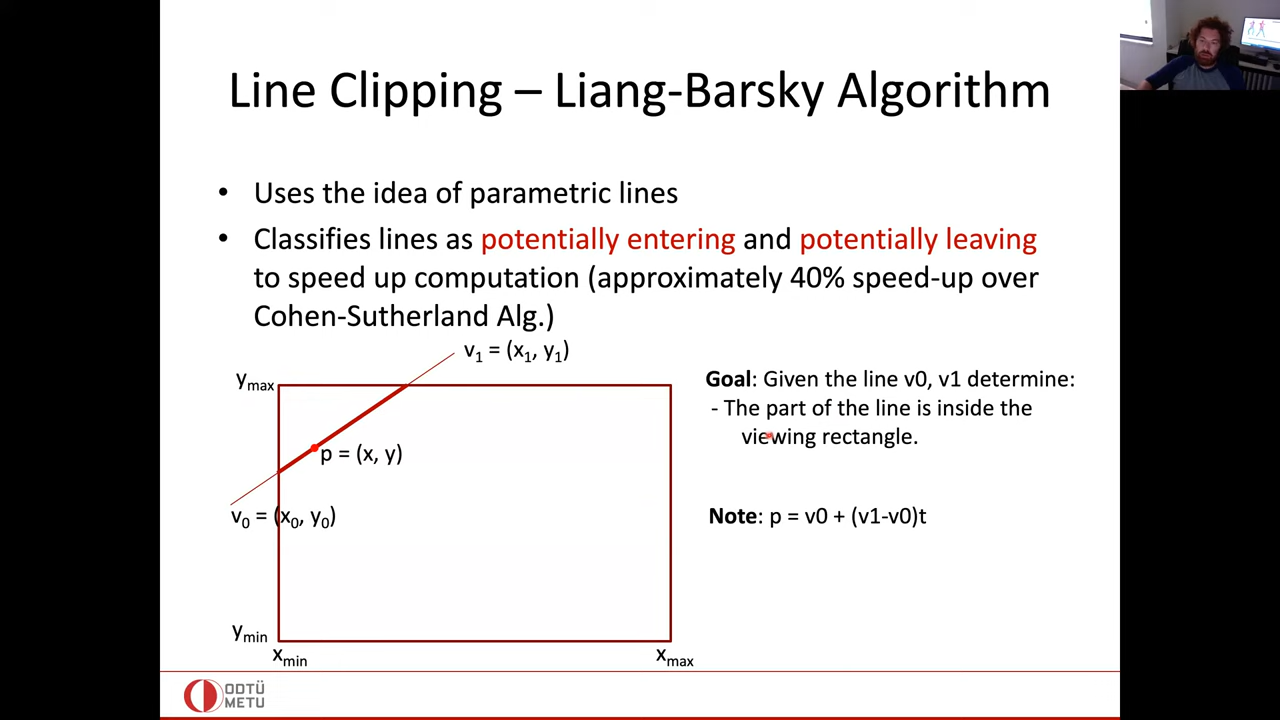 Line Clipping – Liang-Barsky Algorithm
• Uses the idea of parametric lines
• Classifies lines as potentially entering and potentially leaving
to speed up computation (approximately 40% speed-up over
Cohen-Sutherland Alg.)
v1 = (x1, y1)
ymax
p = (x, y)
v0 = (x0, y0)
ymin
xmin
xmax
Goal: Given the line v0, v1 determine:
- The part of the line is inside the
viewing rectangle.
Note: p = v0 + (v1-v0)t
ODTÜ
METU